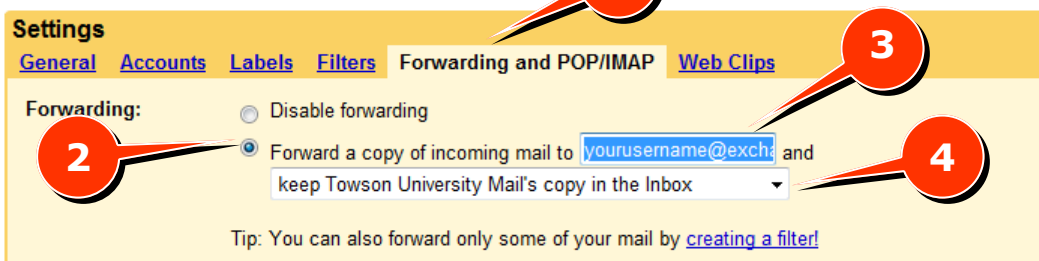 Settings
General Accounts Labels Filters Forwarding and POP/IMAP Web Clips
3
Forwarding: Disable forwarding
2
Forward a copy of incoming mail to yourusername@excha and
4
keep Towson University Mail's copy in the Inbox
Tip: You can also forward only some of your mail by creating a filter!